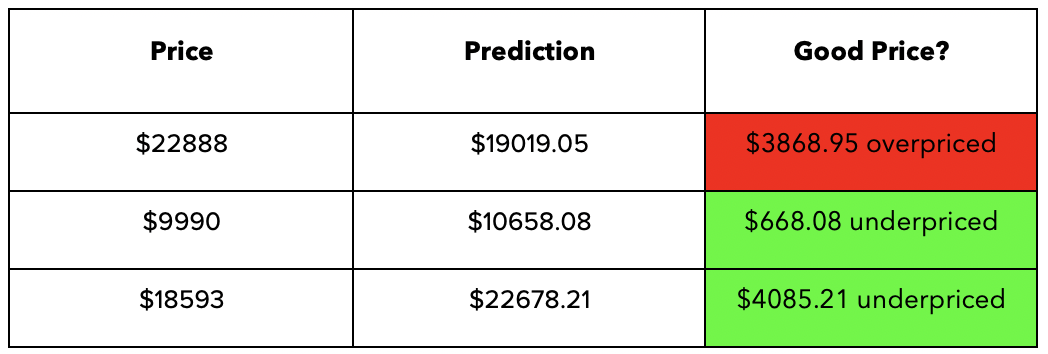 Price Prediction Good Price?
$22888 $19019.05 $3868.95 overpriced
$9990 $10658.08 $668.08 underpriced
$18593 $22678.21 $4085.21 underpriced